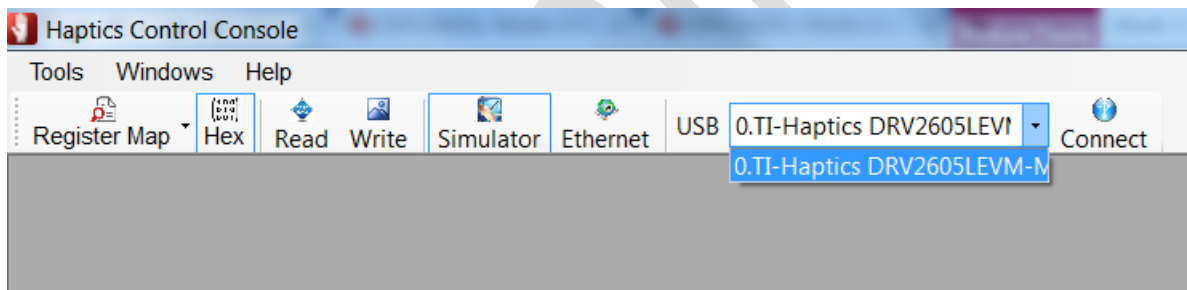 Haptics Control Console
Tools Windows Help
Register Map Hex Read Write Simulator Ethernet USB 0.TI-Haptics DRV2605LEVM Connect
0.TI-Haptics DRV2605LEVM-M